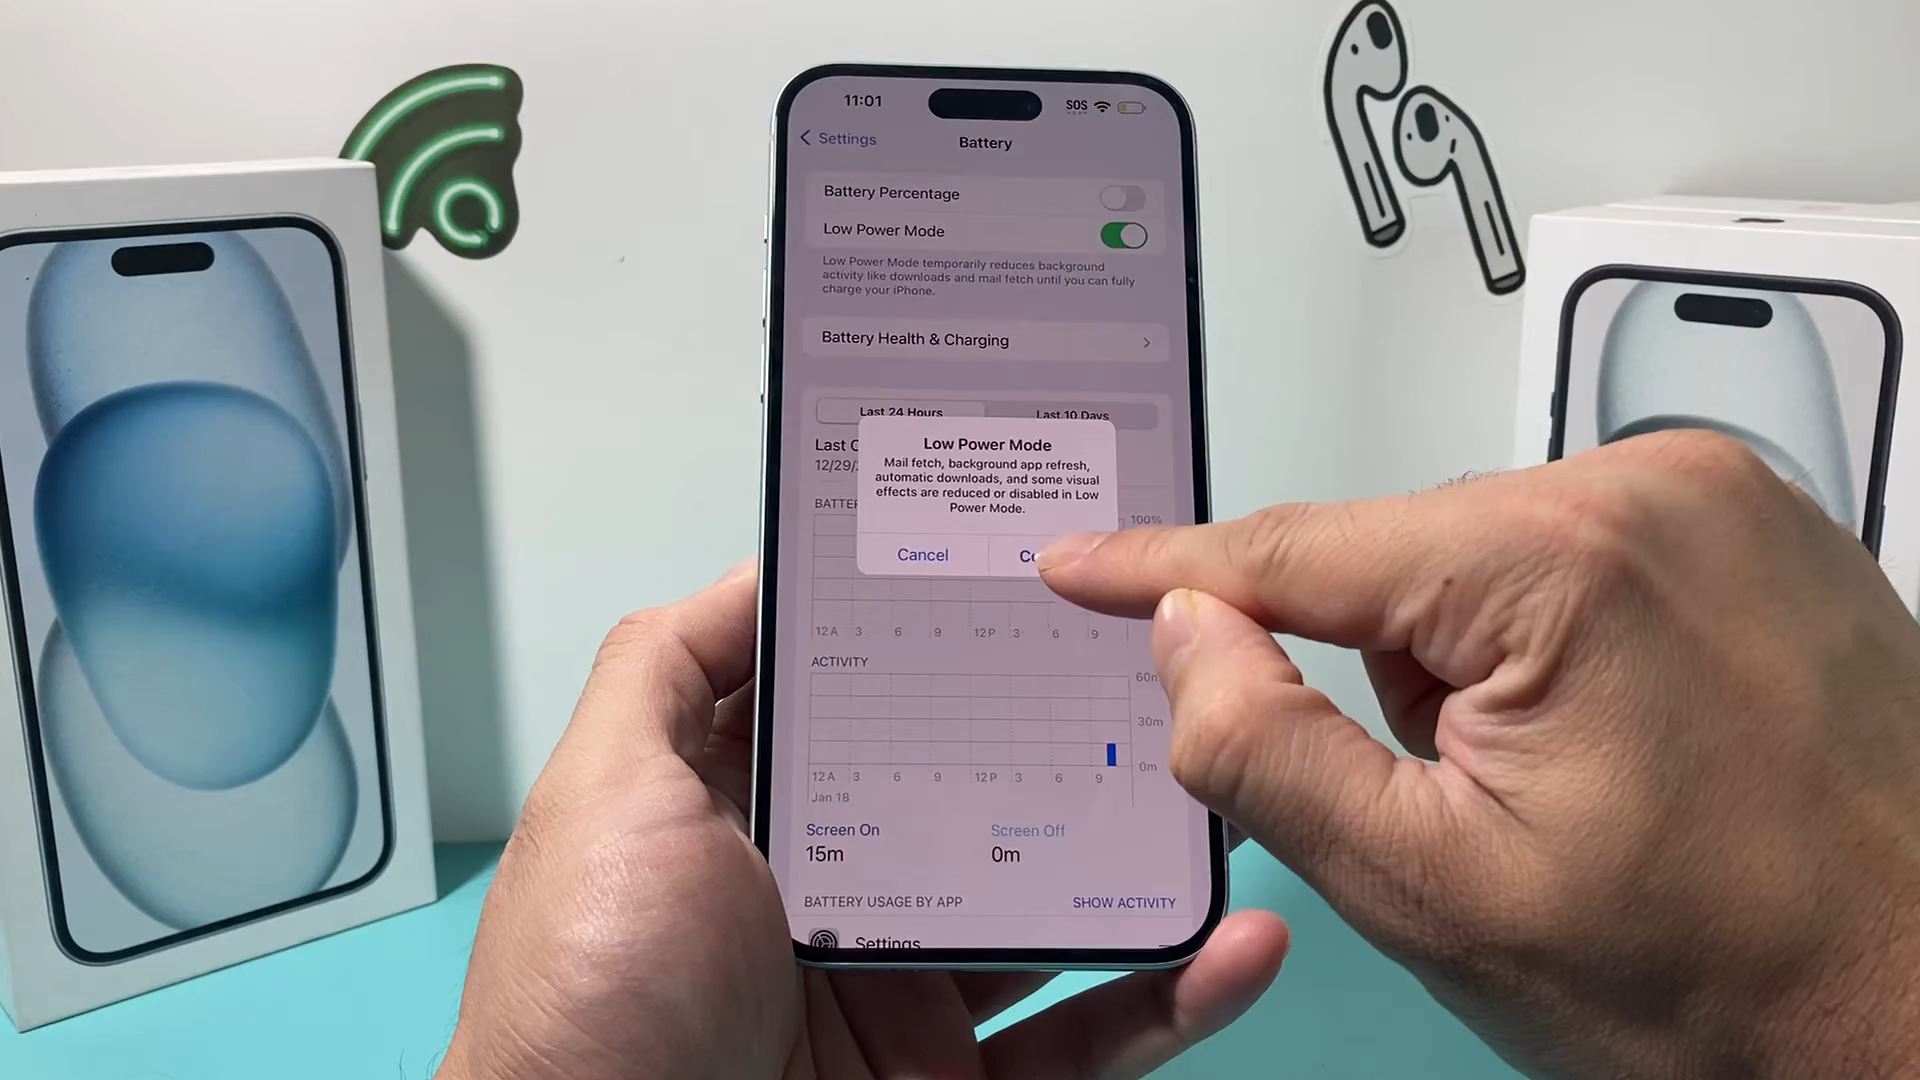 11:01
SOS
Settings
Battery
Battery Percentage
Low Power Mode
Low Power Mode temporarily reduces background
activity like downloads and mail fetch until you can fully
charge your iPhone.
Battery Health & Charging
Last 24 Hours
Last 10 Days
Last C
12/29/
Low Power Mode
Mail fetch, background app refresh,
automatic downloads, and some visual
effects are reduced or disabled in Low
Power Mode.
Cancel
BATTE
100%
12 A 3 6 9 12 P 3 6 9
ACTIVITY
60m
30m
0m
12 A 3 6 9 12 P 3 6 9
Jan 18
Screen On
Screen Off
15m
0m
BATTERY USAGE BY APP
SHOW ACTIVITY
Settings